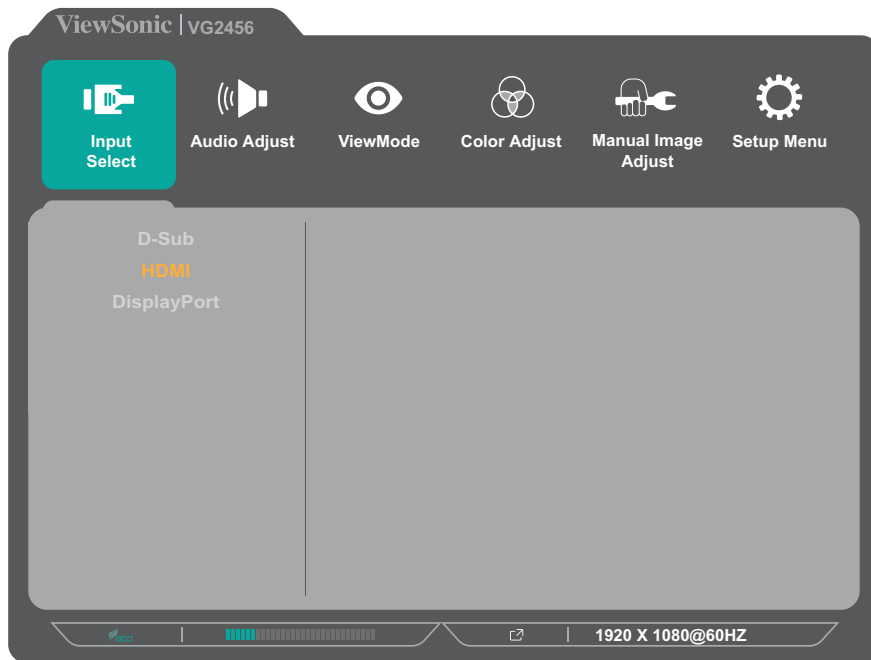 ViewSonic | VG2456
Input
Select
Audio Adjust
ViewMode
Color Adjust
Manual Image
Adjust
Setup Menu
D-Sub
HDMI
DisplayPort
eco
1920 X 1080@60HZ